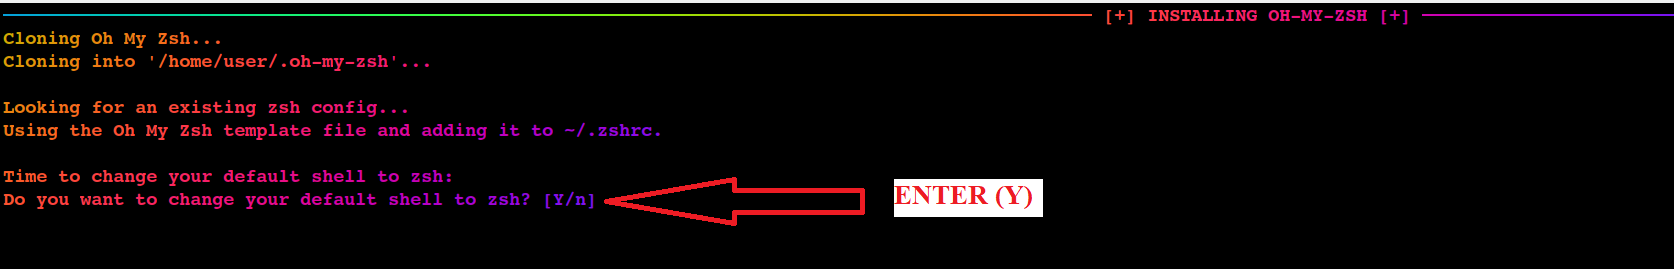 [+] INSTALLING OH-MY-ZSH [+]
Cloning Oh My Zsh...
Cloning into '/home/user/.oh-my-zsh'...
Looking for an existing zsh config...
Using the Oh My Zsh template file and adding it to ~/.zshrc.
Time to change your default shell to zsh:
Do you want to change your default shell to zsh? [Y/n]
ENTER (Y)